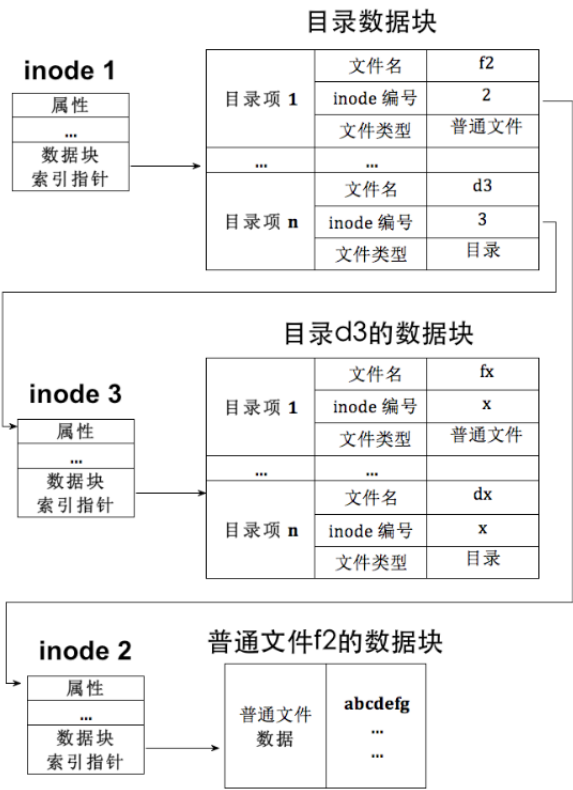 目录数据块
inode 1
属性
...
数据块
索引指针
目录项 1
文件名
f2
inode 编号
2
文件类型
普通文件
...
...
目录项 n
文件名
d3
inode 编号
3
文件类型
目录
目录d3的数据块
inode 3
属性
...
数据块
索引指针
目录项 1
文件名
fx
inode 编号
x
文件类型
普通文件
...
...
目录项 n
文件名
dx
inode 编号
x
文件类型
目录
普通文件f2的数据块
inode 2
属性
...
数据块
索引指针
普通文件
数据
abcdefg
...
...